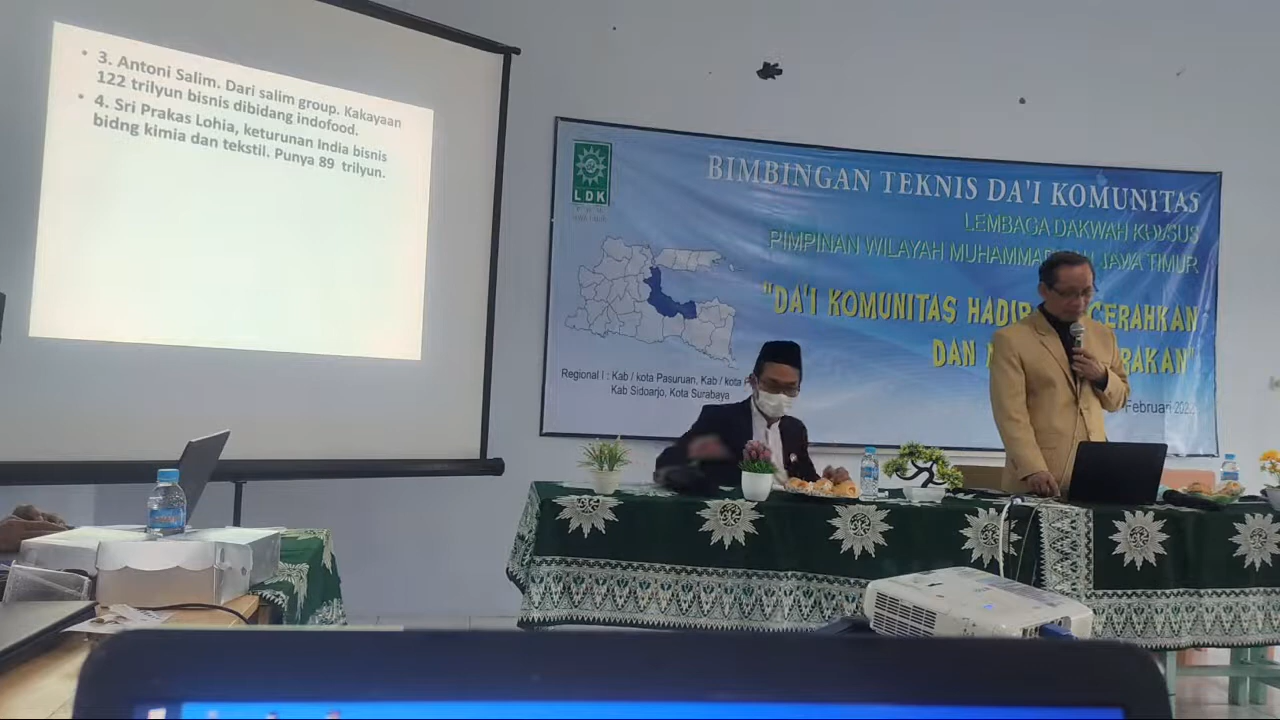 • 3. Antoni Salim. Dari salim group. Kakayaan
122 trilyun bisnis dibidang indofood.
• 4. Sri Prakas Lohia, keturunan India bisnis
bidng kimia dan tekstil. Punya 89 trilyun.
LDK
BIMBINGAN TEKNIS DA'I KOMUNITAS
LEMBAGA DAKWAH KHUSUS
PIMPINAN WILAYAH JAWA TIMUR
"DA'I KOMUNITAS
DAN
Regional I : Kab / kota Pasuruan, Kab / kota
Kab Sidoarjo, Kota Surabaya
Februari